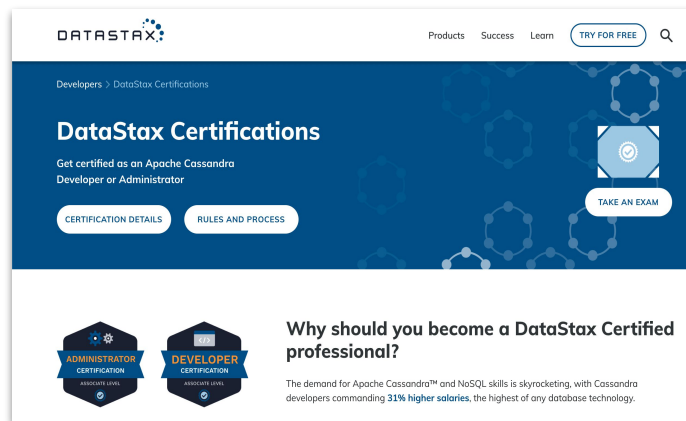 DATASTAX
Products Success Learn TRY FOR FREE
Developers > DataStax Certifications
DataStax Certifications
Get certified as an Apache Cassandra
Developer or Administrator
CERTIFICATION DETAILS RULES AND PROCESS
TAKE AN EXAM
ADMINISTRATOR
CERTIFICATION
ASSOCIATE LEVEL
DEVELOPER
CERTIFICATION
ASSOCIATE LEVEL
Why should you become a DataStax Certified
professional?
The demand for Apache Cassandra™ and NoSQL skills is skyrocketing, with Cassandra
developers commanding 31% higher salaries, the highest of any database technology.